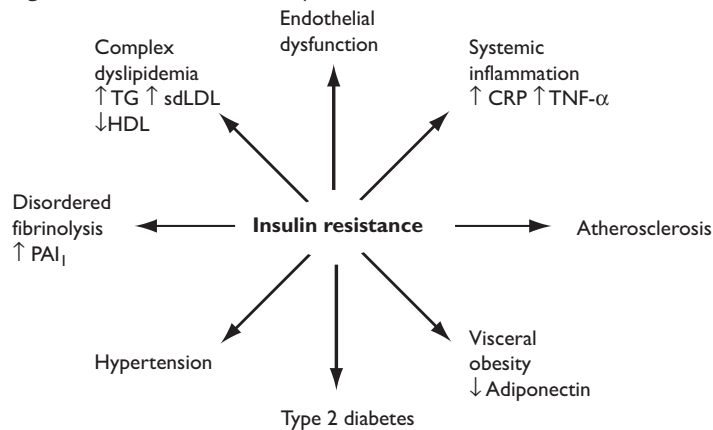 Endothelial
dysfunction
Complex
dyslipidemia
↑ TG ↑ sdLDL
↓HDL
Systemic
inflammation
↑ CRP ↑ TNF-α
Disordered
fibrinolysis
↑ PAI₁
Insulin resistance
Atherosclerosis
Hypertension
Visceral
obesity
↓ Adiponectin
Type 2 diabetes